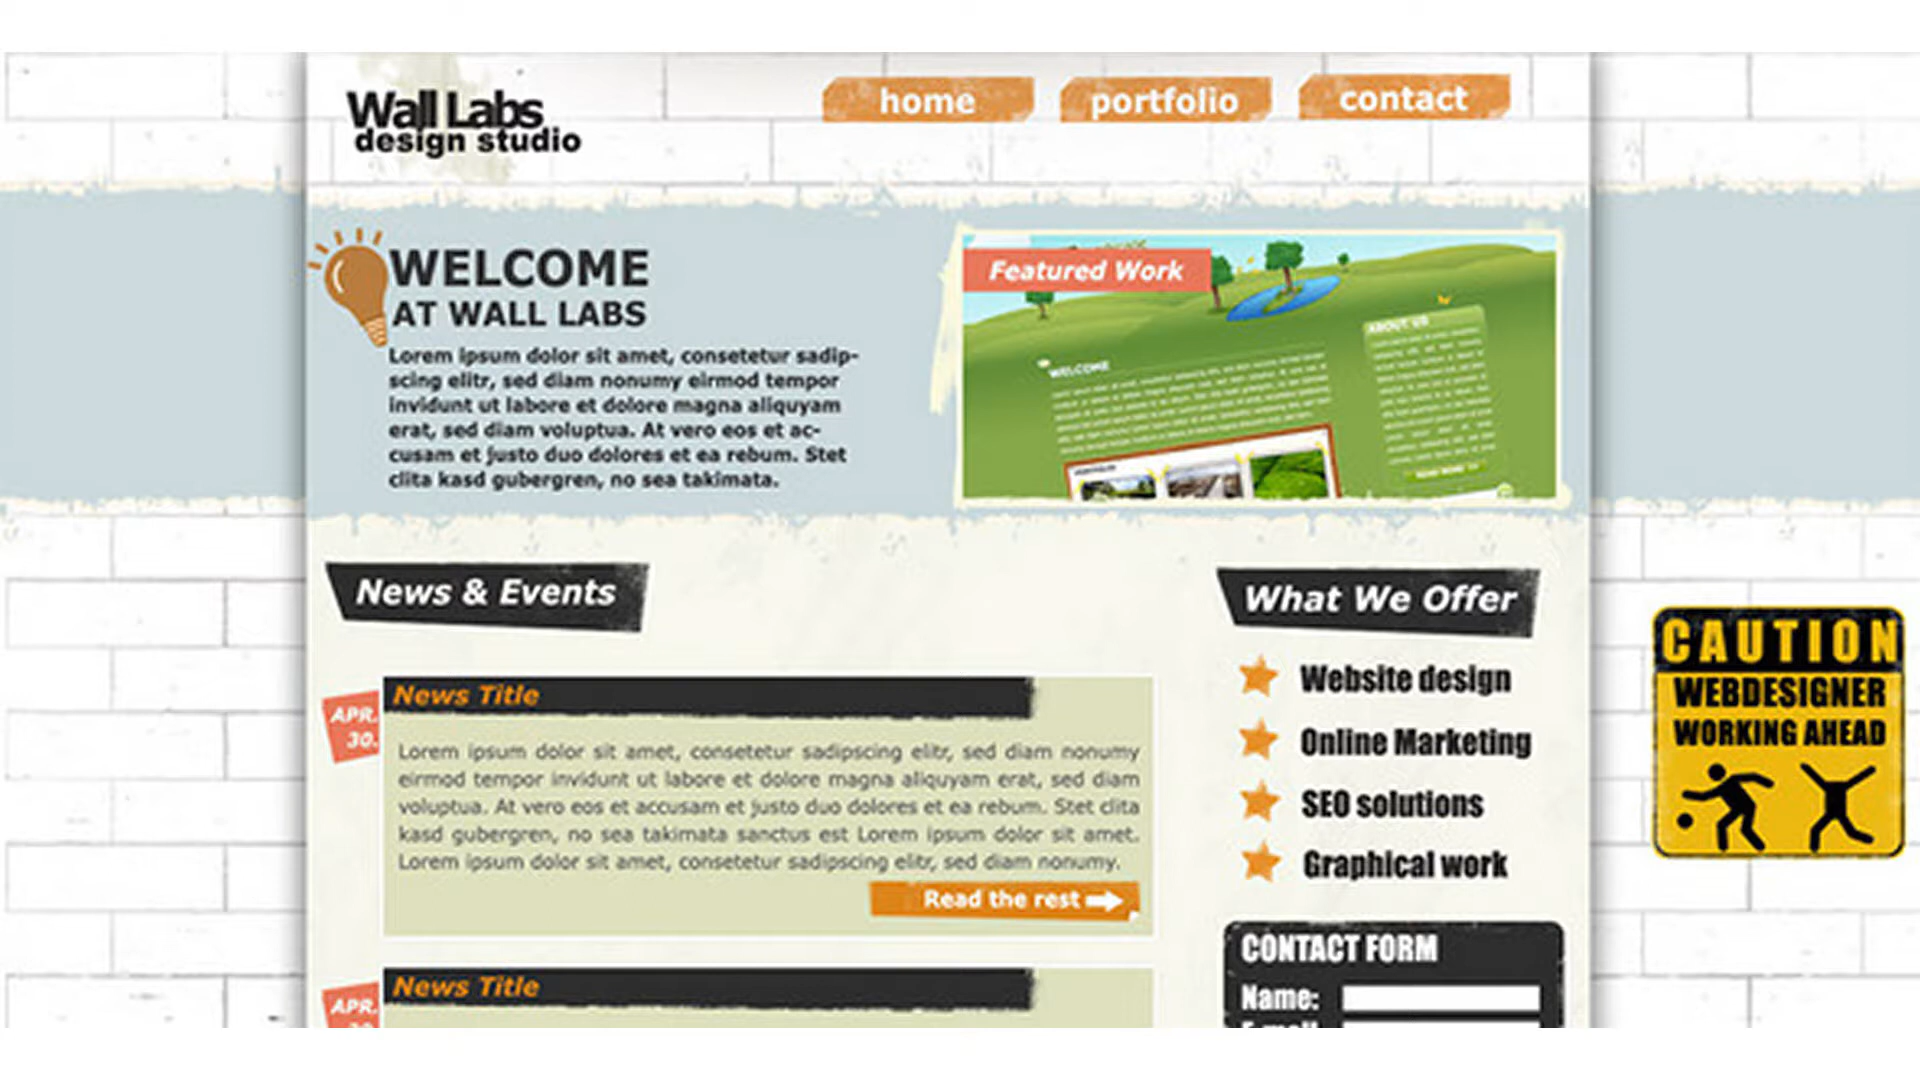 Wall Labs
design studio
home
portfolio
contact
WELCOME
AT WALL LABS
Lorem ipsum dolor sit amet, consetetur sadip-
scing elitr, sed diam nonumy eirmod tempor
invidunt ut labore et dolore magna aliquyam
erat, sed diam voluptua. At vero eos et ac-
cusam et justo duo dolores et ea rebum. Stet
clita kasd gubergren, no sea takimata.
Featured Work
WELCOME
ABOUT US
News & Events
APR.
30.
News Title
Lorem ipsum dolor sit amet, consetetur sadipscing elitr, sed diam nonumy
eirmod tempor invidunt ut labore et dolore magna aliquyam erat, sed diam
voluptua. At vero eos et accusam et justo duo dolores et ea rebum. Stet clita
kasd gubergren, no sea takimata sanctus est Lorem ipsum dolor sit amet.
Lorem ipsum dolor sit amet, consetetur sadipscing elitr, sed diam nonumy.
Read the rest
APR.
News Title
What We Offer
Website design
Online Marketing
SEO solutions
Graphical work
CONTACT FORM
Name:
CAUTION
WEBDESIGNER
WORKING AHEAD